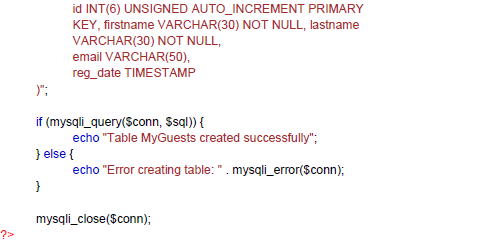 id INT(6) UNSIGNED AUTO_INCREMENT PRIMARY
KEY, firstname VARCHAR(30) NOT NULL, lastname
VARCHAR(30) NOT NULL,
email VARCHAR(50),
reg_date TIMESTAMP
)";
if (mysqli_query($conn, $sql)) {
echo "Table MyGuests created successfully";
} else {
echo "Error creating table: " . mysqli_error($conn);
}
mysqli_close($conn);
?>